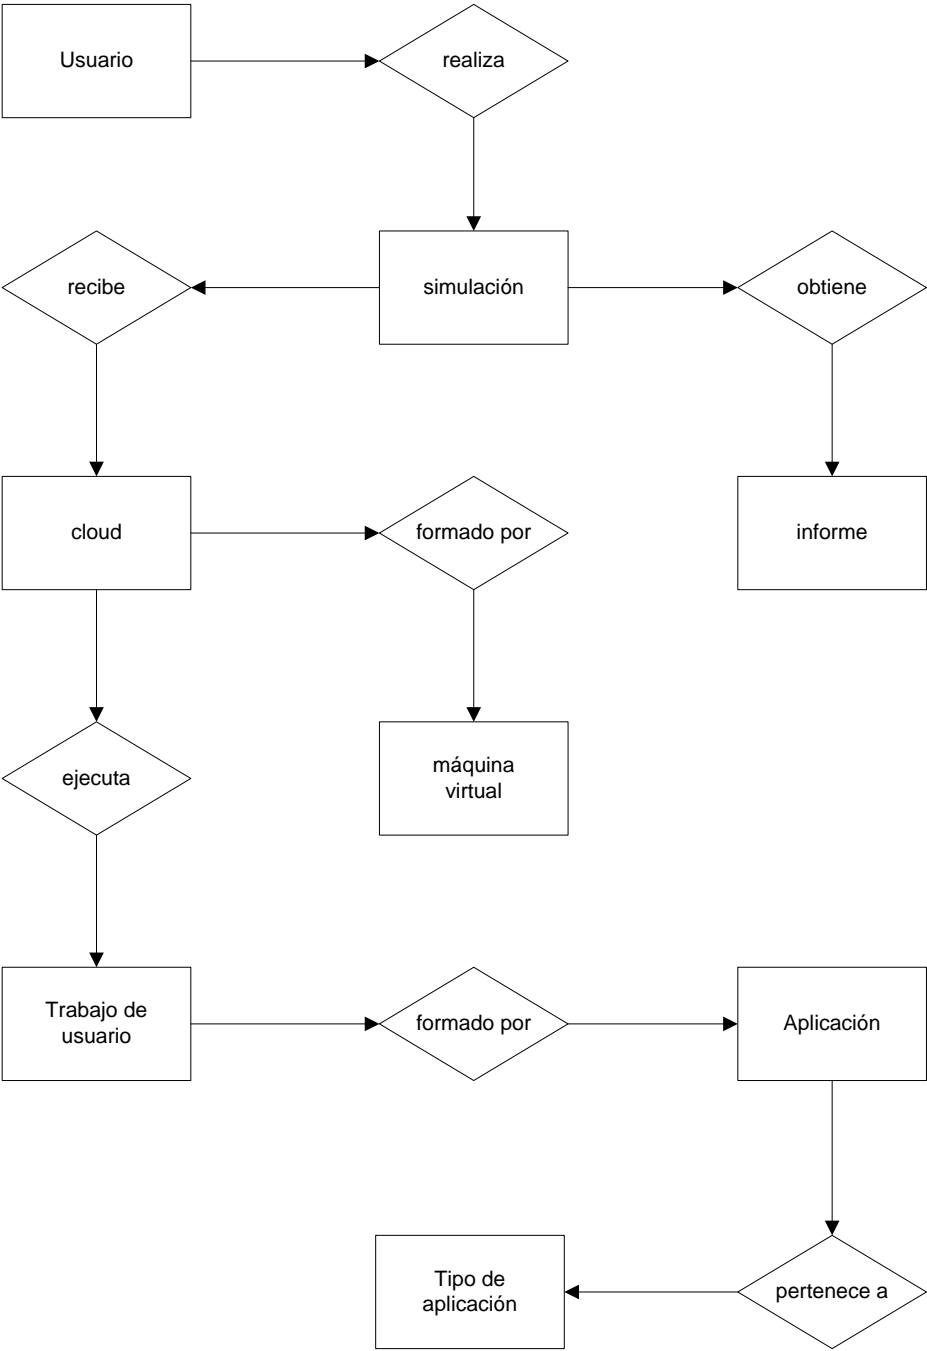 Usuario
realiza
recibe
simulación
obtiene
cloud
formado por
informe
ejecuta
máquina
virtual
Trabajo de
usuario
formado por
Aplicación
Tipo de
aplicación
pertenece a